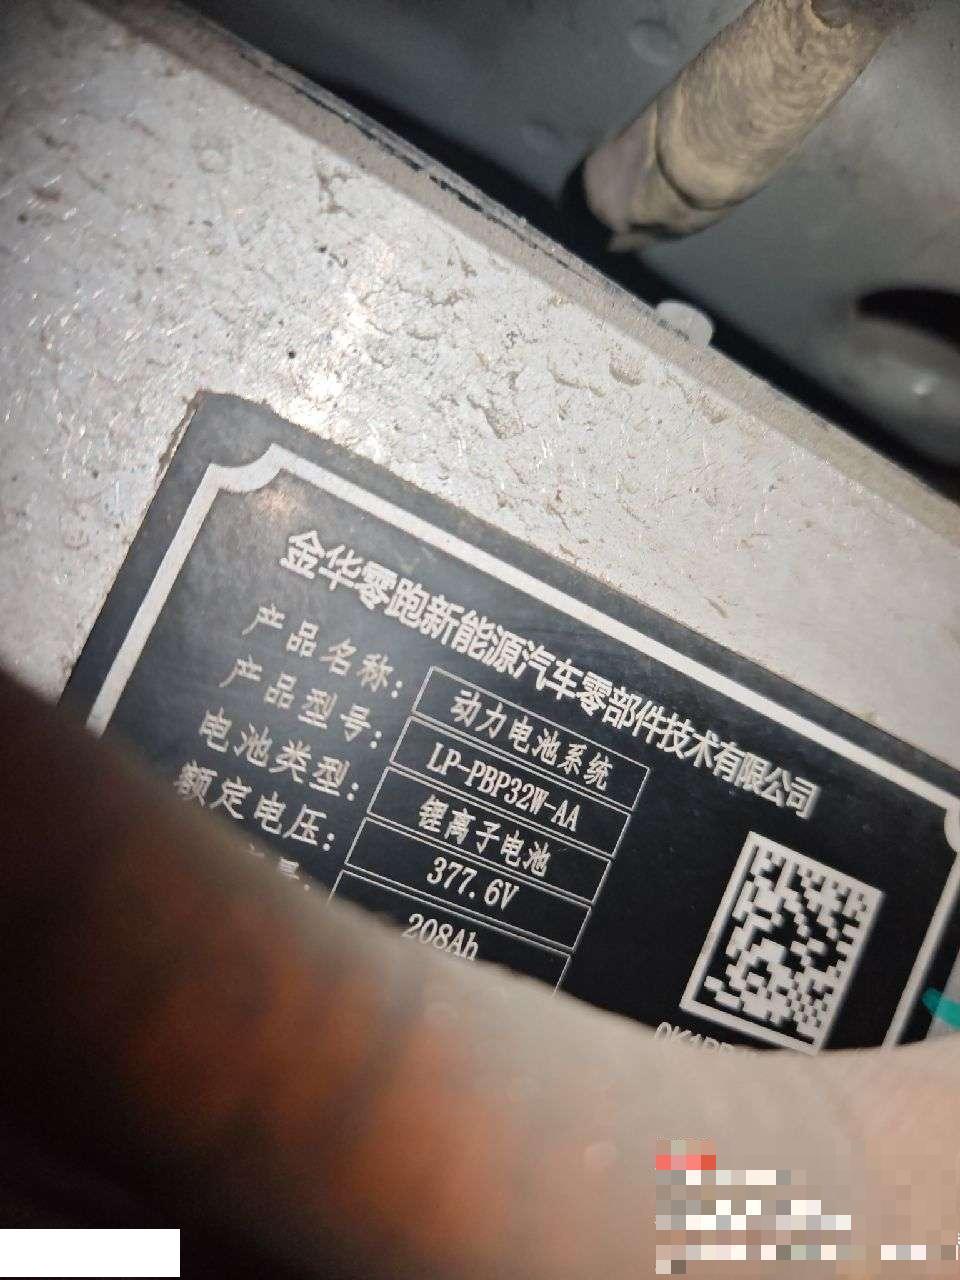 金华零跑新能源汽车零部件技术有限公司
产品名称: 动力电池系统
产品型号: LP-PBP32W-AA
电池类型: 锂离子电池
额定电压: 377.6V
208Ah